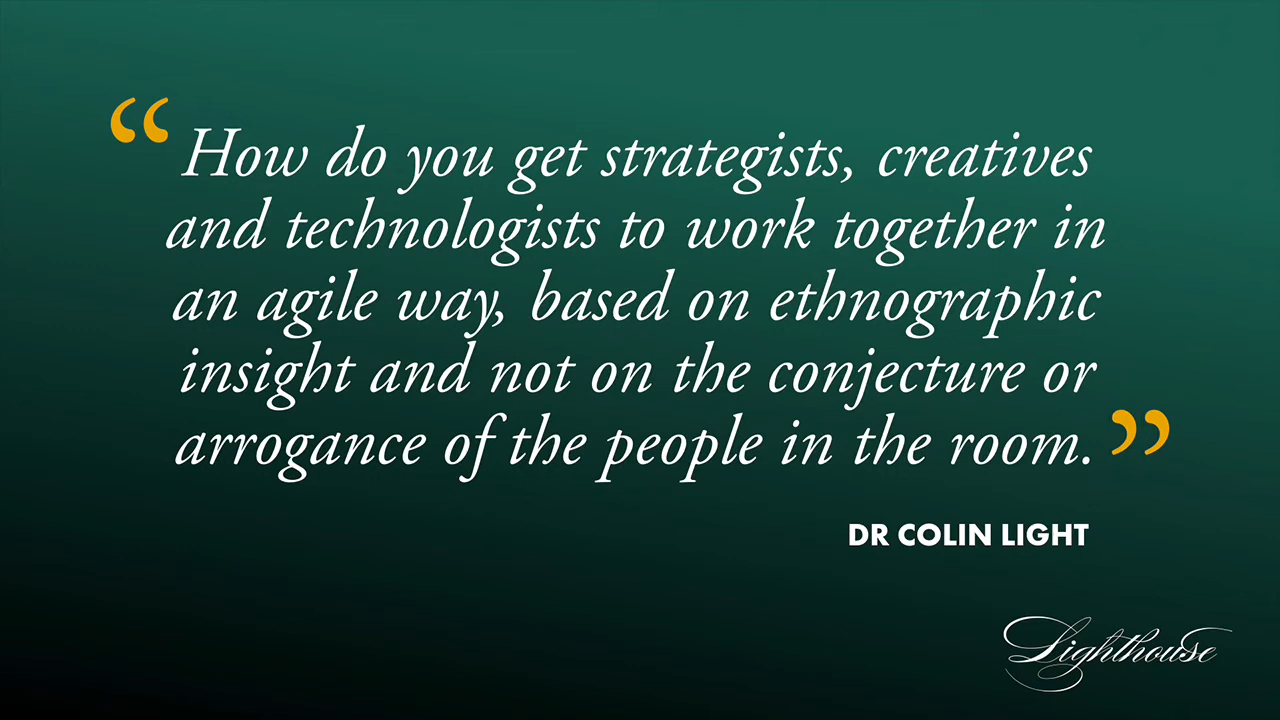 “How do you get strategists, creatives
and technologists to work together in
an agile way, based on ethnographic
insight and not on the conjecture or
arrogance of the people in the room.”
DR COLIN LIGHT
Lighthouse